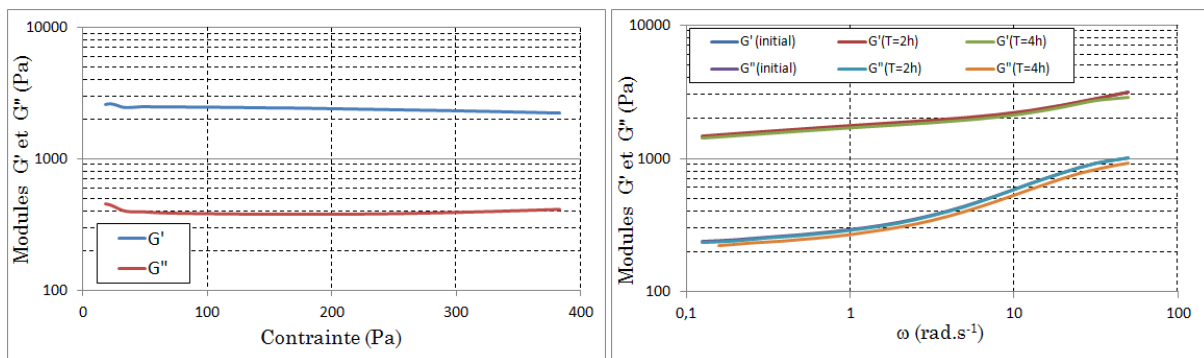 10000
1000
100
Modules G' et G" (Pa)
G'
G"
0
100
200
300
400
Contrainte (Pa)
10000
1000
100
Modules G' et G" (Pa)
G'(initial)
G'(T=2h)
G'(T=4h)
G"(initial)
G"(T=2h)
G"(T=4h)
0,1
1
10
100
ω (rad.s-1)